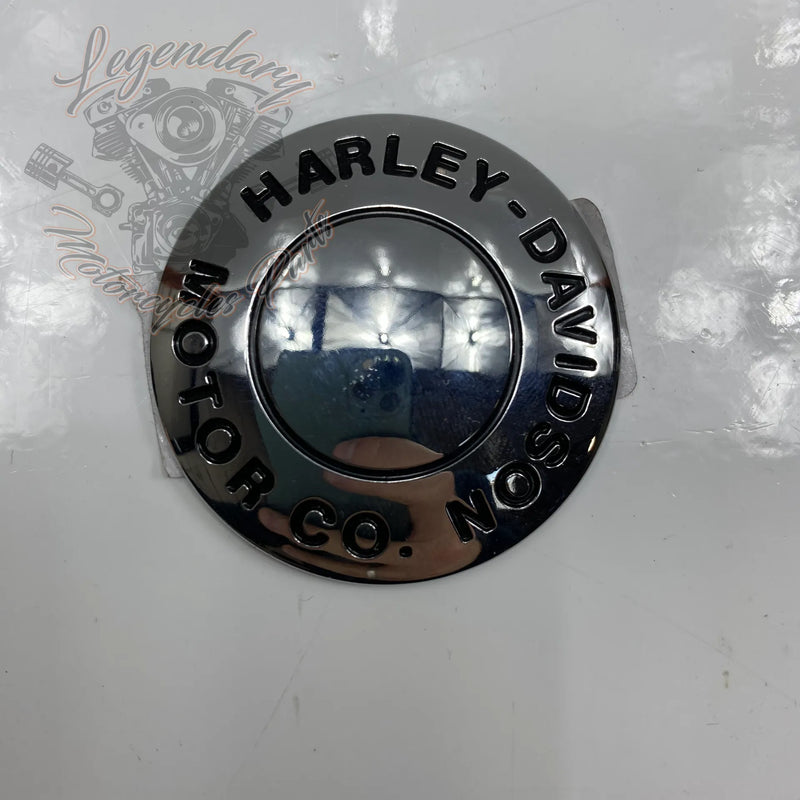 Legendary
Motorcycles Parts
HARLEY-DAVIDSON
MOTOR CO.